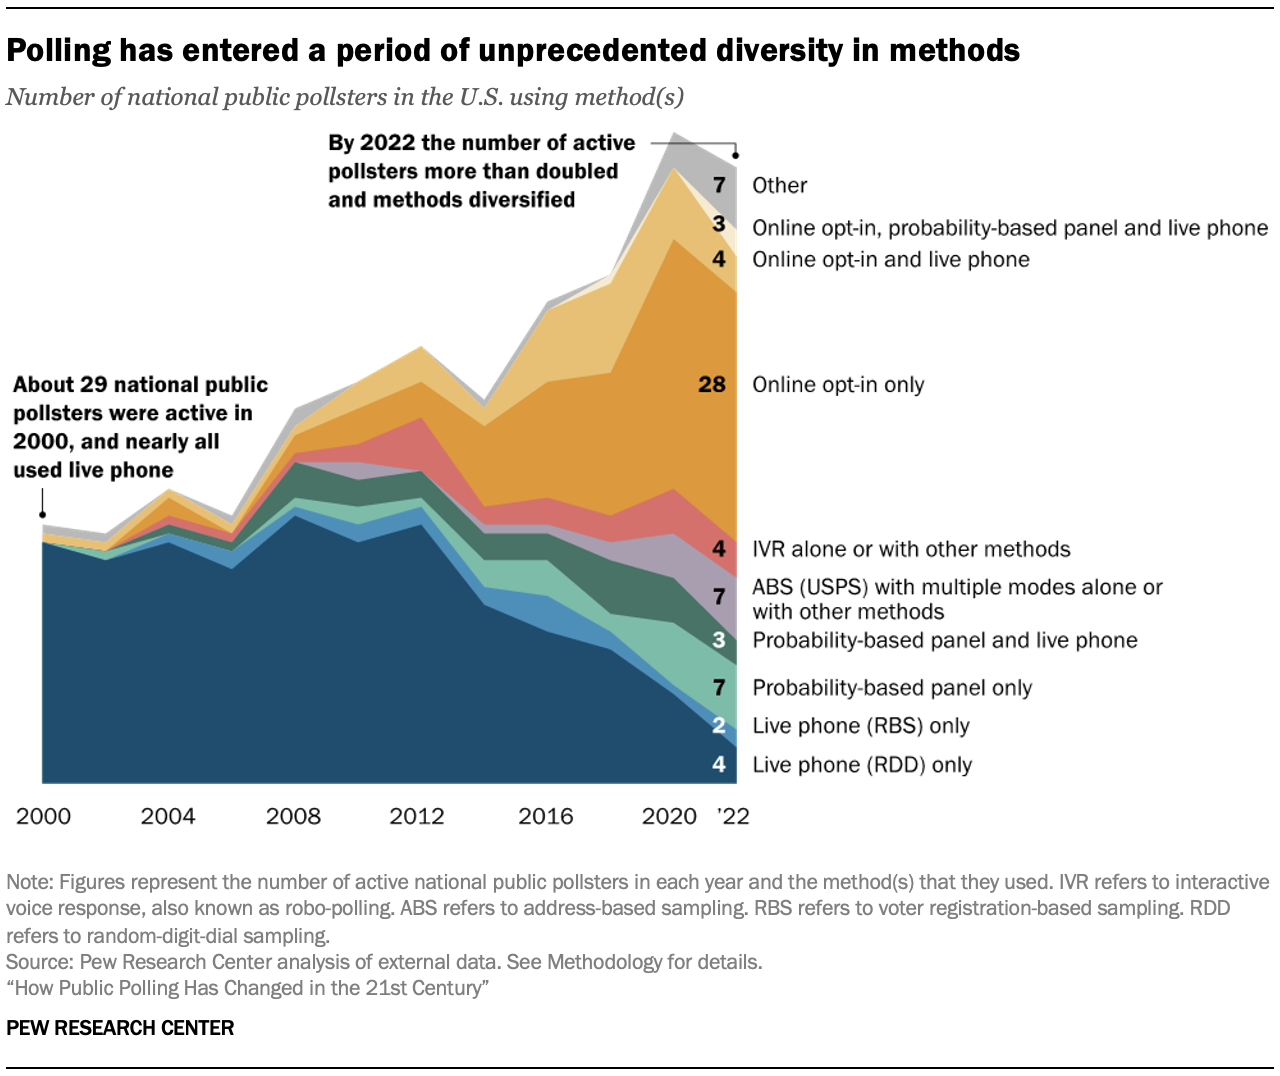 Polling has entered a period of unprecedented diversity in methods
Number of national public pollsters in the U.S. using method(s)
By 2022 the number of active
pollsters more than doubled
and methods diversified
About 29 national public
pollsters were active in
2000, and nearly all
used live phone
7 Other
3 Online opt-in, probability-based panel and live phone
4 Online opt-in and live phone
28 Online opt-in only
4 IVR alone or with other methods
7 ABS (USPS) with multiple modes alone or
with other methods
3 Probability-based panel and live phone
7 Probability-based panel only
2 Live phone (RBS) only
4 Live phone (RDD) only
2000 2004 2008 2012 2016 2020 ’22
Note: Figures represent the number of active national public pollsters in each year and the method(s) that they used. IVR refers to interactive
voice response, also known as robo-polling. ABS refers to address-based sampling. RBS refers to voter registration-based sampling. RDD
refers to random-digit-dial sampling.
Source: Pew Research Center analysis of external data. See Methodology for details.
“How Public Polling Has Changed in the 21st Century”
PEW RESEARCH CENTER